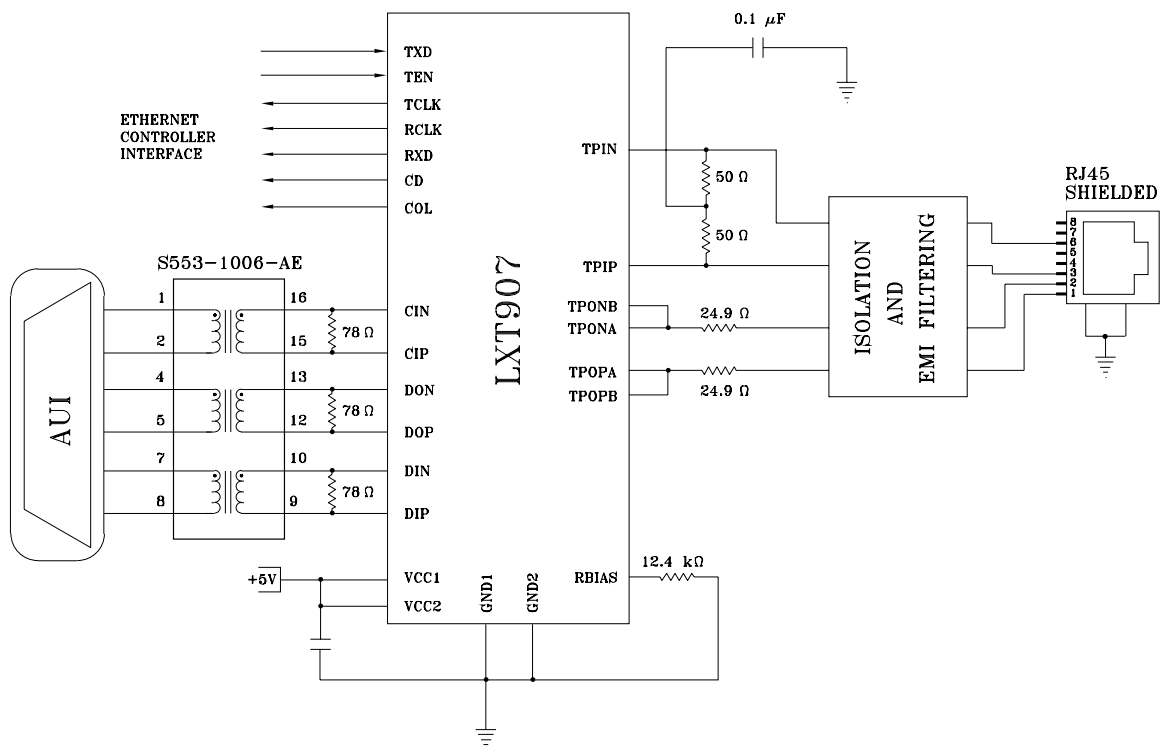 0.1 µF
TXD
TEN
TCLK
RCLK
RXD
CD
COL
ETHERNET
CONTROLLER
INTERFACE
TPIN
50 Ω
50 Ω
TPIP
TPONB
TPONA
24.9 Ω
TPOPA
TPOPB
24.9 Ω
ISOLATION
AND
EMI FILTERING
RJ45
SHIELDED
8
7
6
5
4
3
2
1
LXT907
S553-1006-AE
1
16
2
15
4
13
5
12
7
10
8
9
AUI
78 Ω
78 Ω
78 Ω
CIN
CIP
DON
DOP
DIN
DIP
+5V
VCC1
VCC2
GND1
GND2
RBIAS
12.4 kΩ